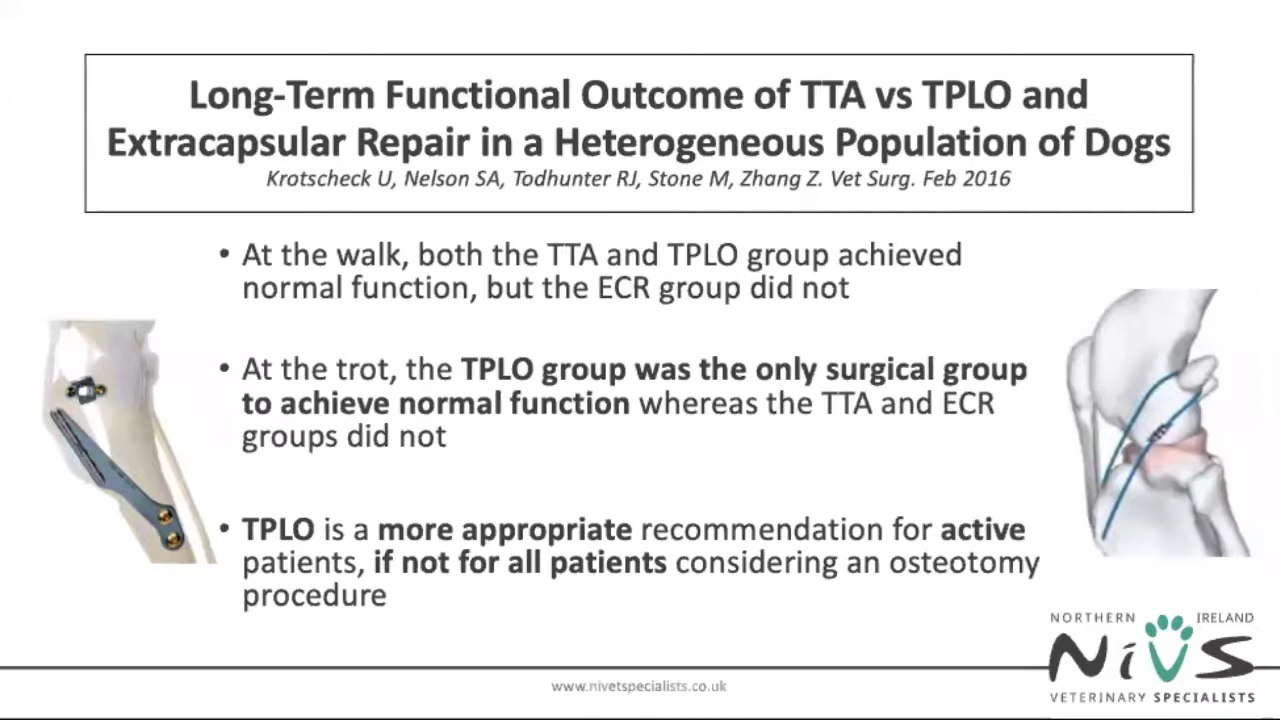 Long-Term Functional Outcome of TTA vs TPLO and
Extracapsular Repair in a Heterogeneous Population of Dogs
Krotscheck U, Nelson SA, Todhunter RJ, Stone M, Zhang Z. Vet Surg. Feb 2016
• At the walk, both the TTA and TPLO group achieved
normal function, but the ECR group did not
• At the trot, the TPLO group was the only surgical group
to achieve normal function whereas the TTA and ECR
groups did not
• TPLO is a more appropriate recommendation for active
patients, if not for all patients considering an osteotomy
procedure
NORTHERN IRELAND
NiVS
VETERINARY SPECIALISTS
www.nivetspecialists.co.uk